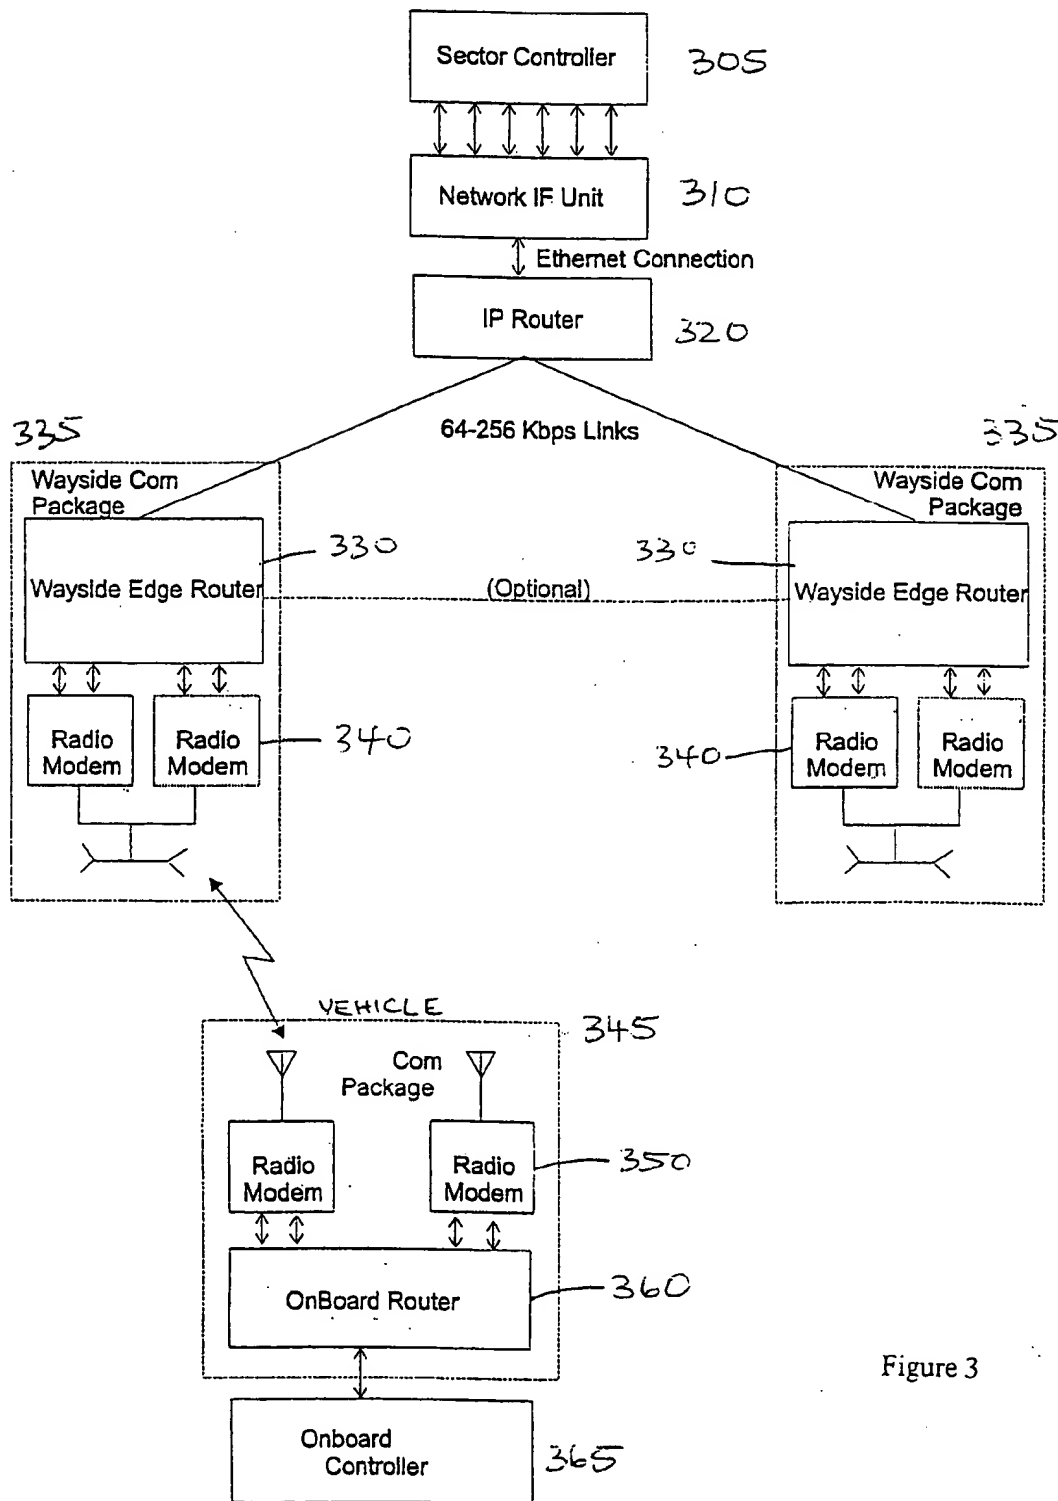 Sector Controller 305
Network IF Unit 310
Ethernet Connection
IP Router 320
64-256 Kbps Links
335
335
Wayside Com
Package
Wayside Com
Package
330
330
Wayside Edge Router
(Optional)
Wayside Edge Router
Radio
Modem
Radio
Modem
340
340
Radio
Modem
Radio
Modem
VEHICLE
345
Com
Package
Radio
Modem
Radio
Modem
350
OnBoard Router
360
Onboard
Controller
365
Figure 3